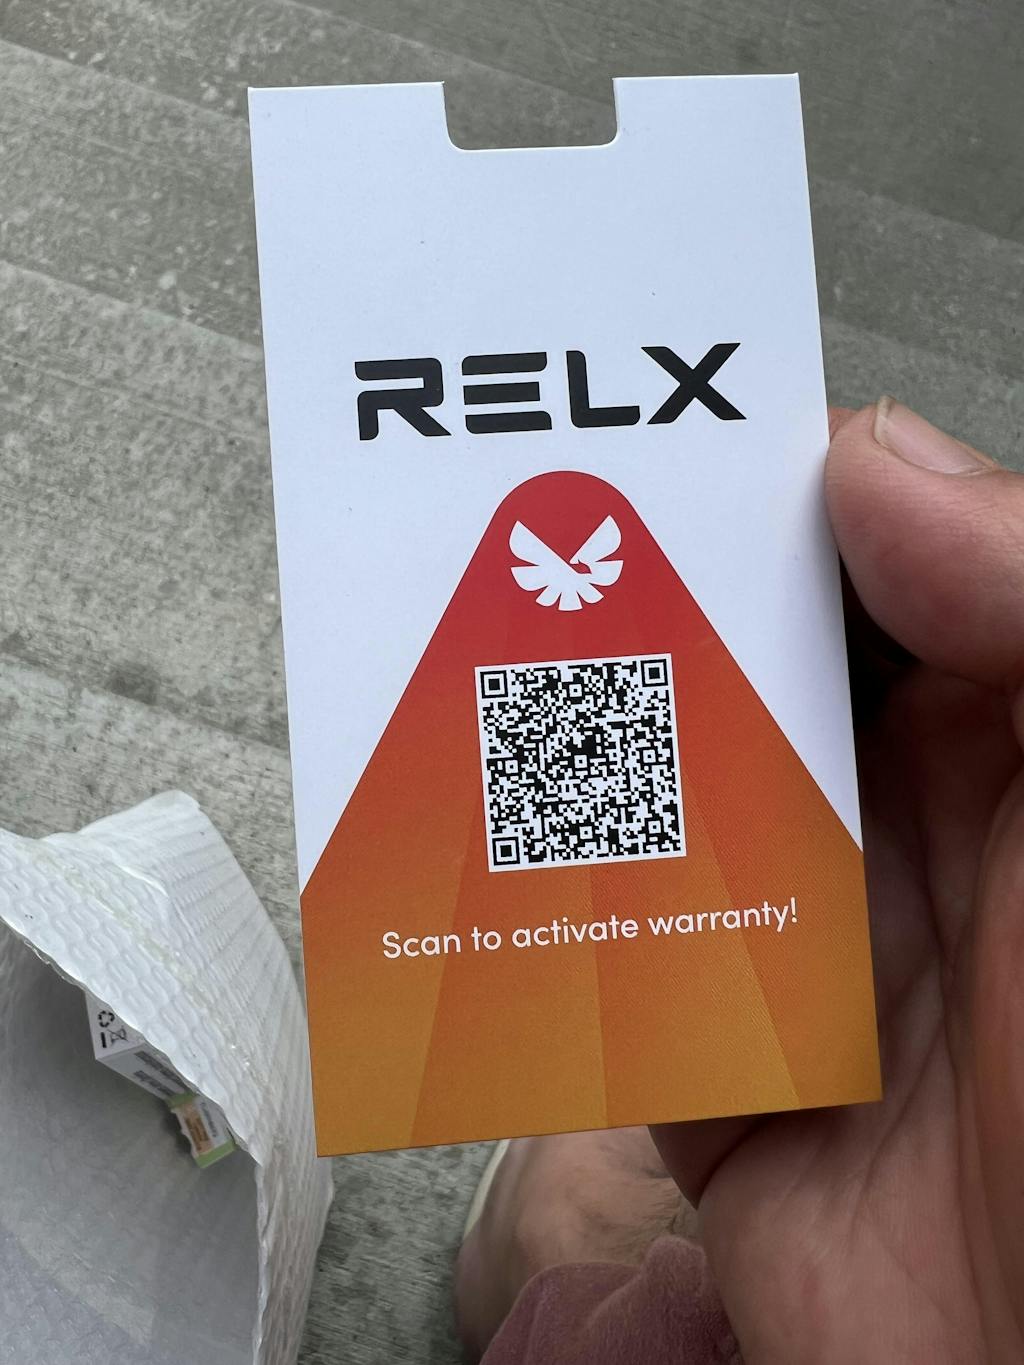 RELX
Scan to activate warranty!